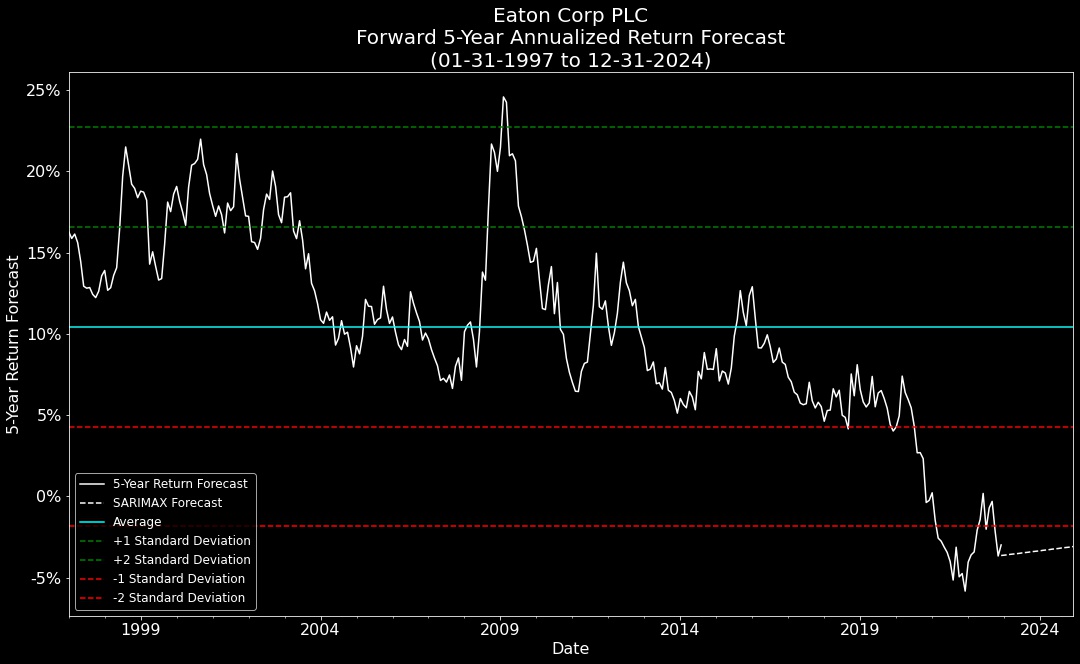 Eaton Corp PLC
Forward 5-Year Annualized Return Forecast
(01-31-1997 to 12-31-2024)
25%
20%
15%
10%
5%
0%
-5%
5-Year Return Forecast
5-Year Return Forecast
SARIMAX Forecast
Average
+1 Standard Deviation
+2 Standard Deviation
-1 Standard Deviation
-2 Standard Deviation
1999
2004
2009
2014
2019
2024
Date